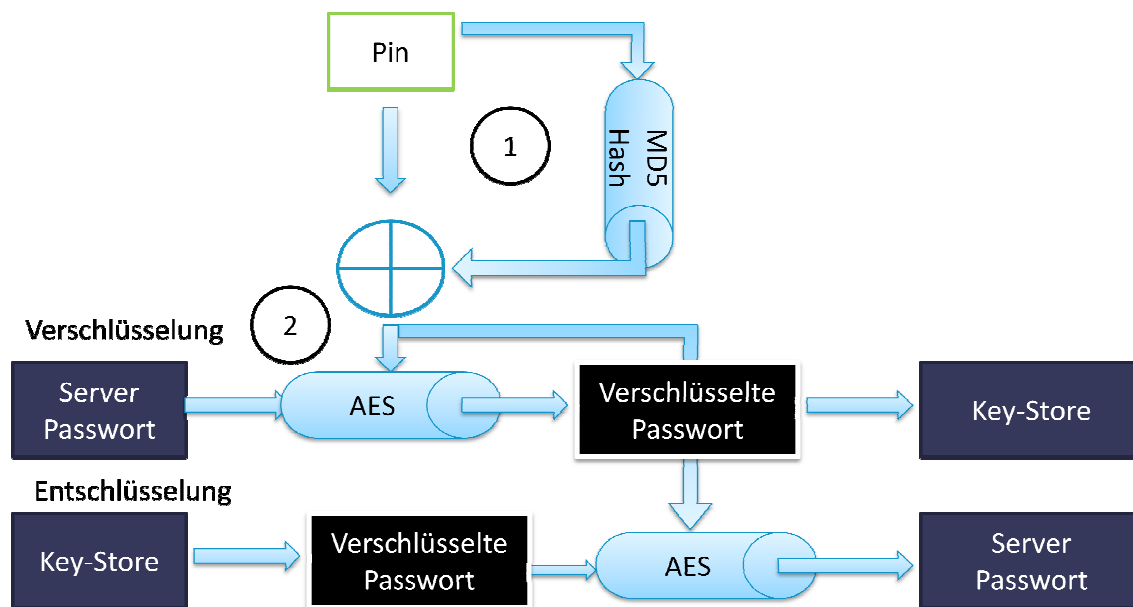 Pin
MD5
Hash
1
2
Verschlüsselung
Server
Passwort
AES
Verschlüsselte
Passwort
Key-Store
Entschlüsselung
Key-Store
Verschlüsselte
Passwort
AES
Server
Passwort